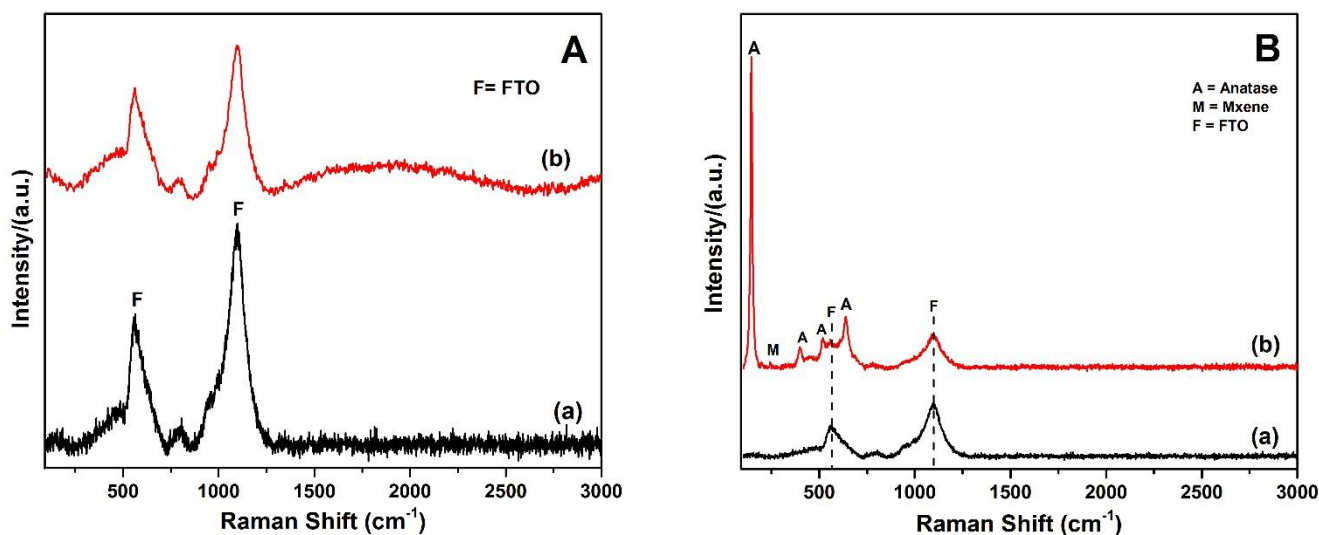 A
F= FTO
(b)
F
F
(a)
Intensity/(a.u.)
500 1000 1500 2000 2500 3000
Raman Shift (cm⁻¹)
B
A
A = Anatase
M = Mxene
F = FTO
M
A
A
F
A
F
(b)
(a)
Intensity/(a.u.)
500 1000 1500 2000 2500 3000
Raman Shift (cm⁻¹)